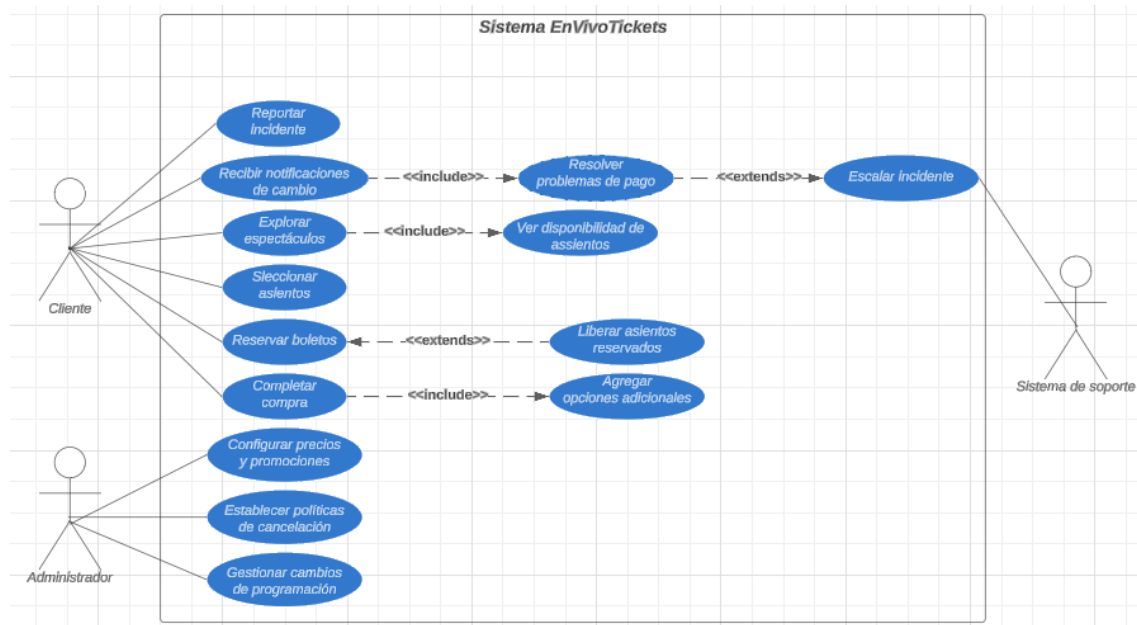 Sistema EnVivoTickets
Reportar
incidente
Recibir notificaciones
de cambio
<<include>>
Resolver
problemas de pago
<<extends>>
Escalar incidente
Explorar
espectáculos
<<include>>
Ver disponibilidad de
assientos
Sleccionar
asientos
Cliente
Reservar boletos
<<extends>>
Liberar asientos
reservados
Sistema de soporte
Completar
compra
<<include>>
Agregar
opciones adicionales
Configurar precios
y promociones
Establecer políticas
de cancelación
Administrador
Gestionar cambios
de programación